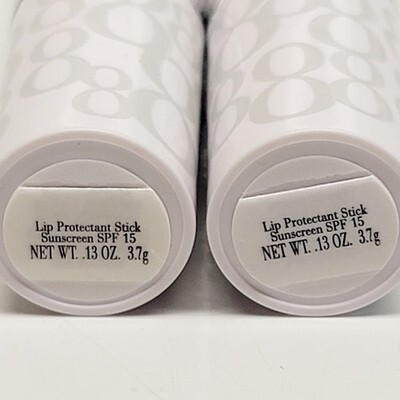 Lip Protectant Stick
Sunscreen SPF 15
NET WT. .13 OZ. 3.7g
Lip Protectant Stick
Sunscreen SPF 15
NET WT. .13 OZ. 3.7g